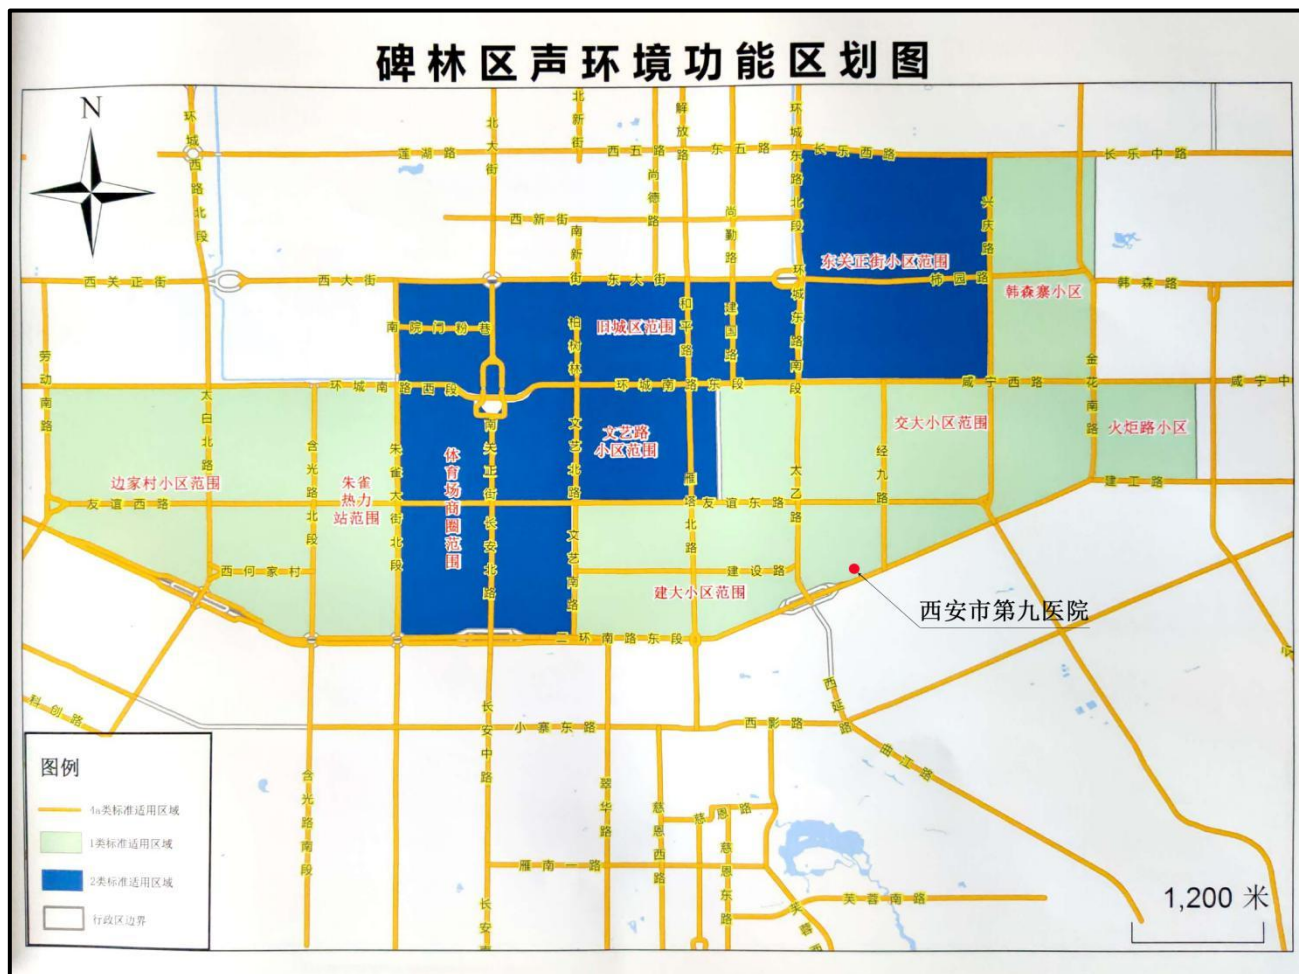 碑林区声环境功能区划图
N
环城西路北段
北大街
北新街
解放路
环城东路北段
莲湖路
西五路
东五路
长乐西路
长乐中路
尚德路
尚勤路
兴庆路
西新街
南新街
东关正街小区范围
西关正街
西大街
东大街
柿园路
韩森路
韩森寨小区
南院门粉巷
柏树林
旧城区范围
和平路
建国路
环城东路南段
劳动南路
太白北路
环城南路西段
环城南路东段
咸宁西路
咸宁中
金花南路
含光路北段
朱雀大街北段
南关正街
文艺北路
文艺路
小区范围
雁塔北路
太乙路
经九路
交大小区范围
火炬路小区
边家村小区范围
朱雀
热力
站范围
体育场商圈范围
友谊西路
友谊东路
建工路
长安北路
文艺南路
西何家村
建设路
建大小区范围
西安市第九医院
二环南路东段
科创路
小寨东路
西影路
西延路
长安中路
曲江路
图例
含光路南段
翠华路
慈恩西路
慈恩路
慈恩东路
4a类标准适用区域
1类标准适用区域
2类标准适用区域
行政区边界
雁南一路
芙蓉南路
芙蓉西
长安
1,200 米